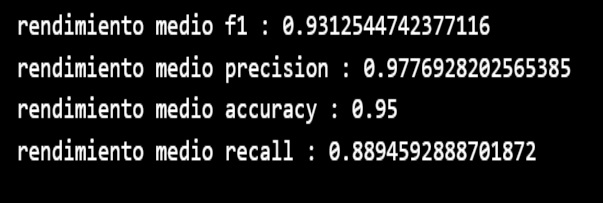 rendimiento medio f1 : 0.9312544742377116
rendimiento medio precision : 0.9776928202565385
rendimiento medio accuracy : 0.95
rendimiento medio recall : 0.8894592888701872